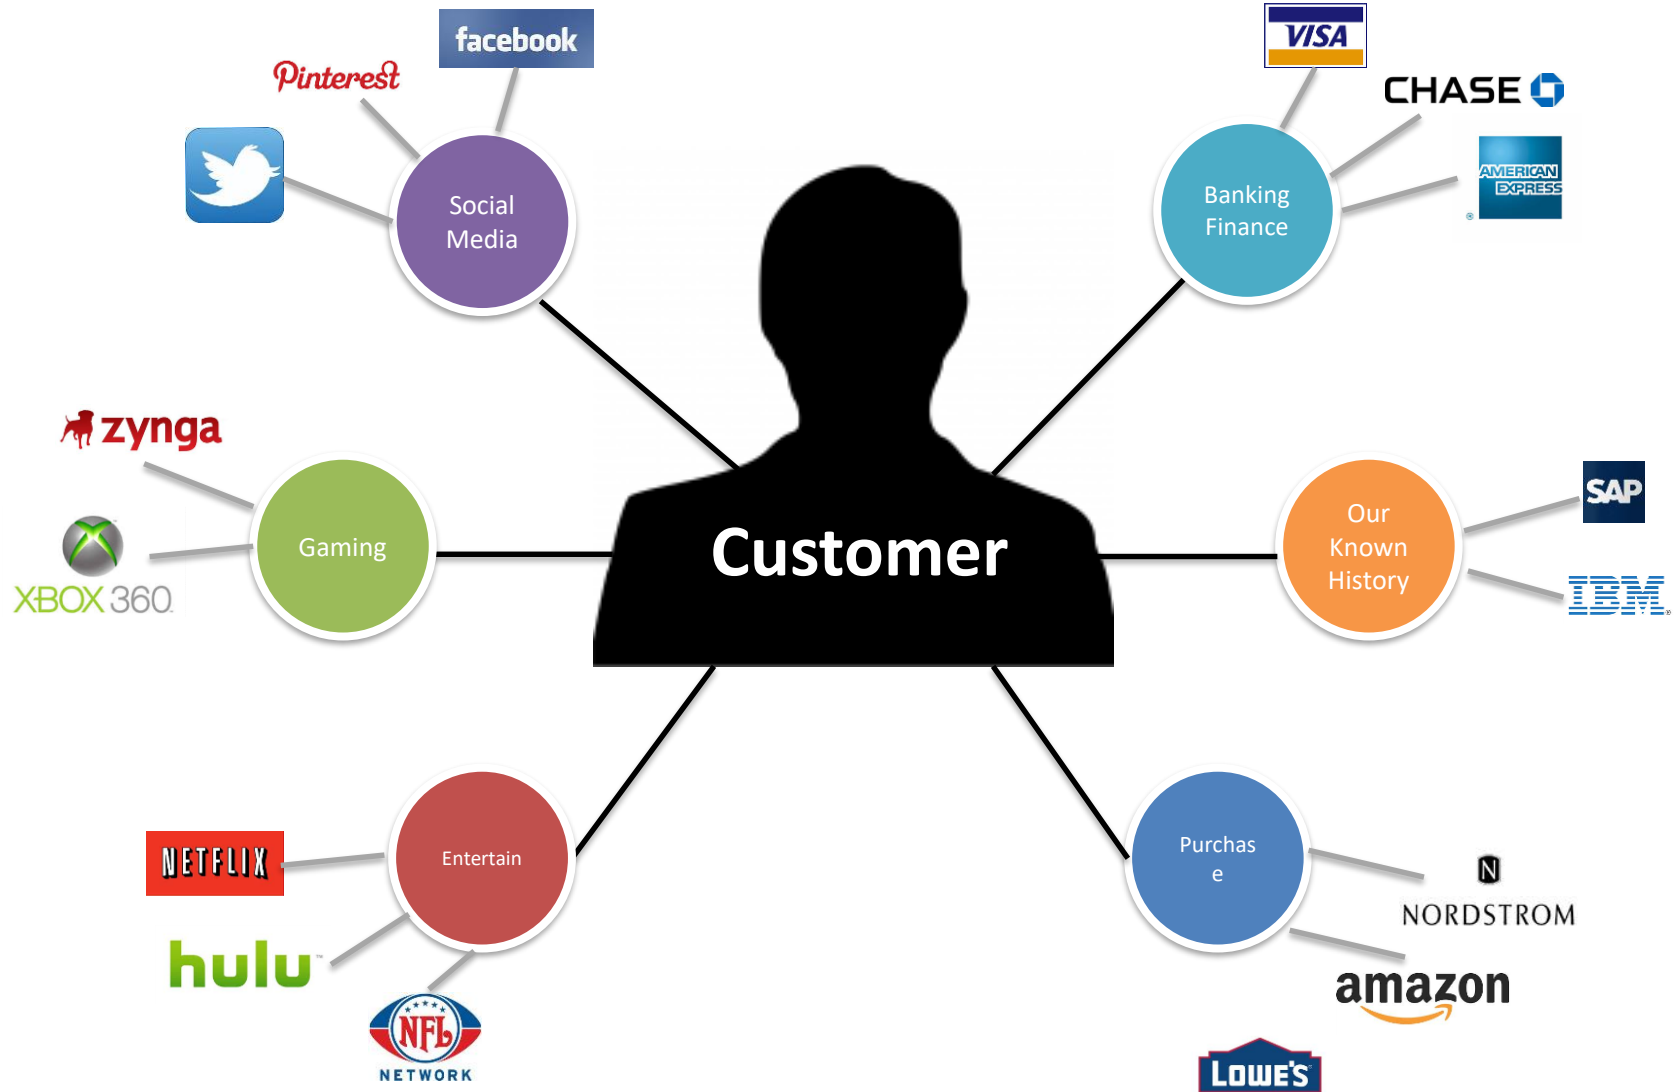 facebook
Pinterest
Social
Media
VISA
CHASE
Banking
Finance
AMERICAN
EXPRESS
®
zynga
Gaming
XBOX 360
Customer
Our
Known
History
SAP
IBM
®
NETFLIX
Entertain
hulu
™
NFL
NETWORK
Purchas
e
N
NORDSTROM
amazon
LOWE'S